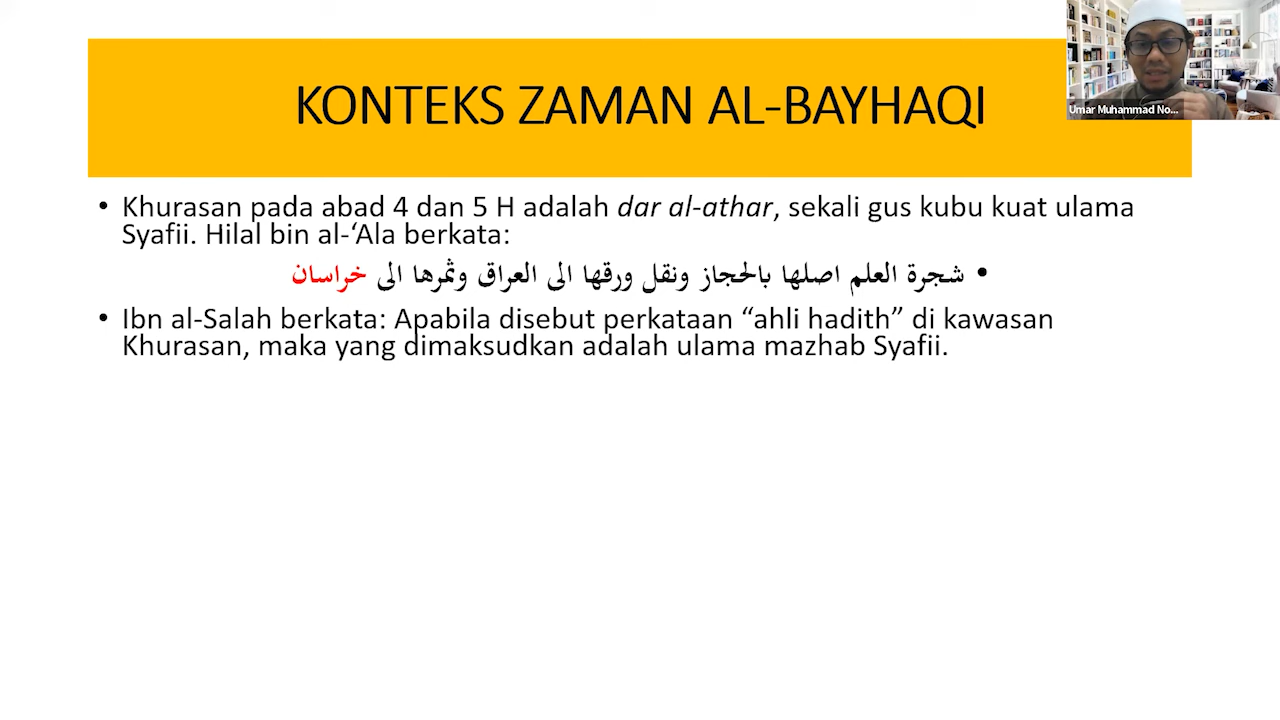 KONTEKS ZAMAN AL-BAYHAQI
Umar Muhammad No...
• Khurasan pada abad 4 dan 5 H adalah dar al-athar, sekali gus kubu kuat ulama
Syafii. Hilal bin al-‘Ala berkata:
• شجرة العلم اصلها بالحجاز ونقل ورقها الى العراق وثمرها الى خراسان
• Ibn al-Salah berkata: Apabila disebut perkataan “ahli hadith” di kawasan
Khurasan, maka yang dimaksudkan adalah ulama mazhab Syafii.